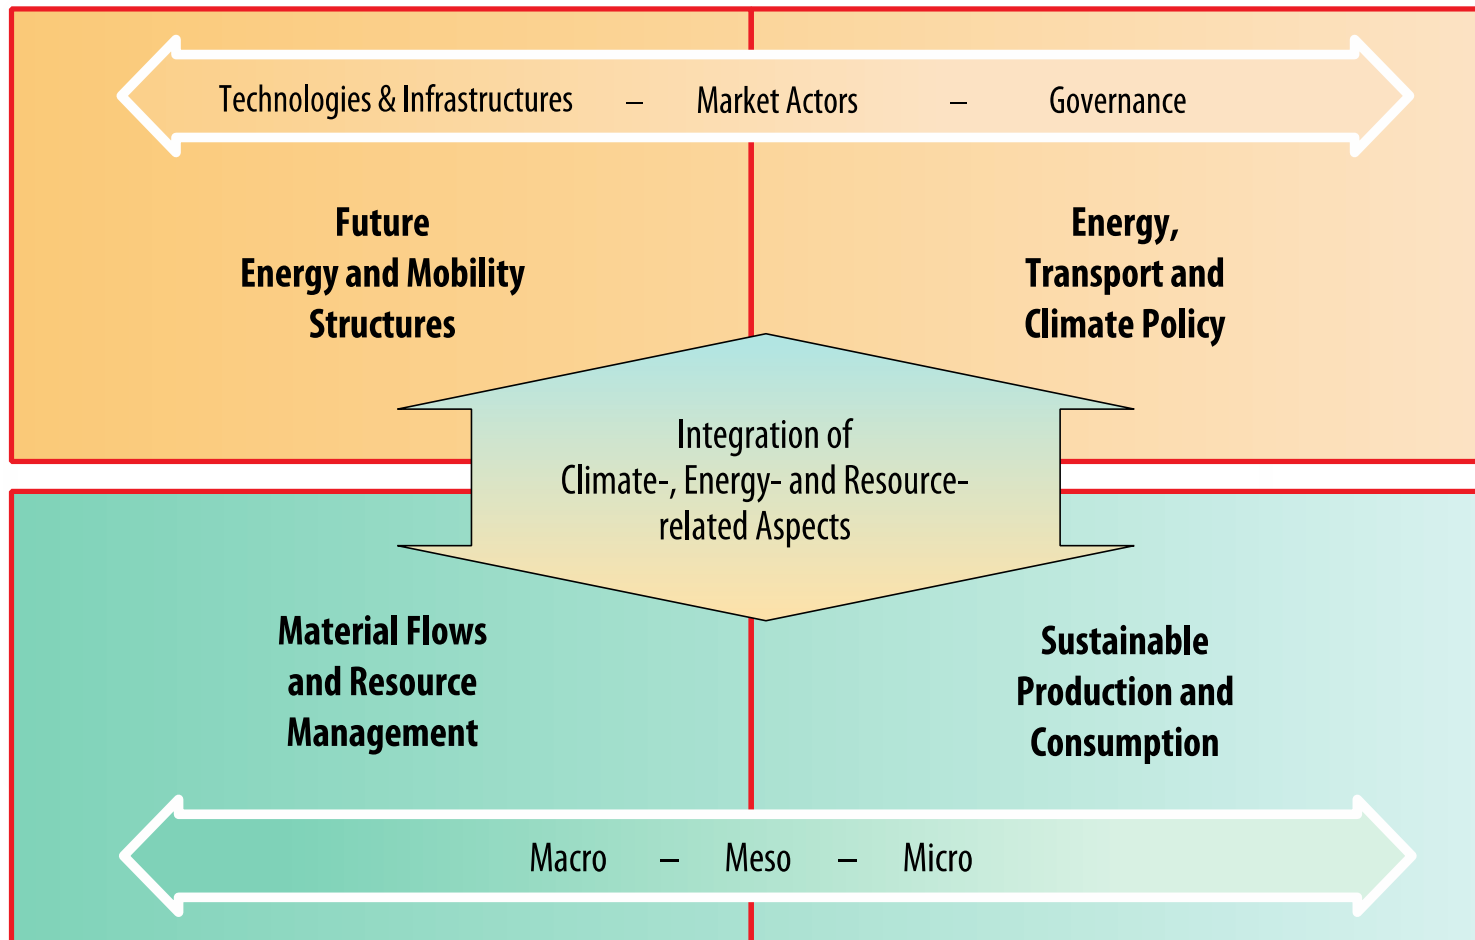 Technologies & Infrastructures – Market Actors – Governance
Future
Energy and Mobility
Structures
Energy,
Transport and
Climate Policy
Integration of
Climate-, Energy- and Resource-
related Aspects
Material Flows
and Resource
Management
Sustainable
Production and
Consumption
Macro – Meso – Micro